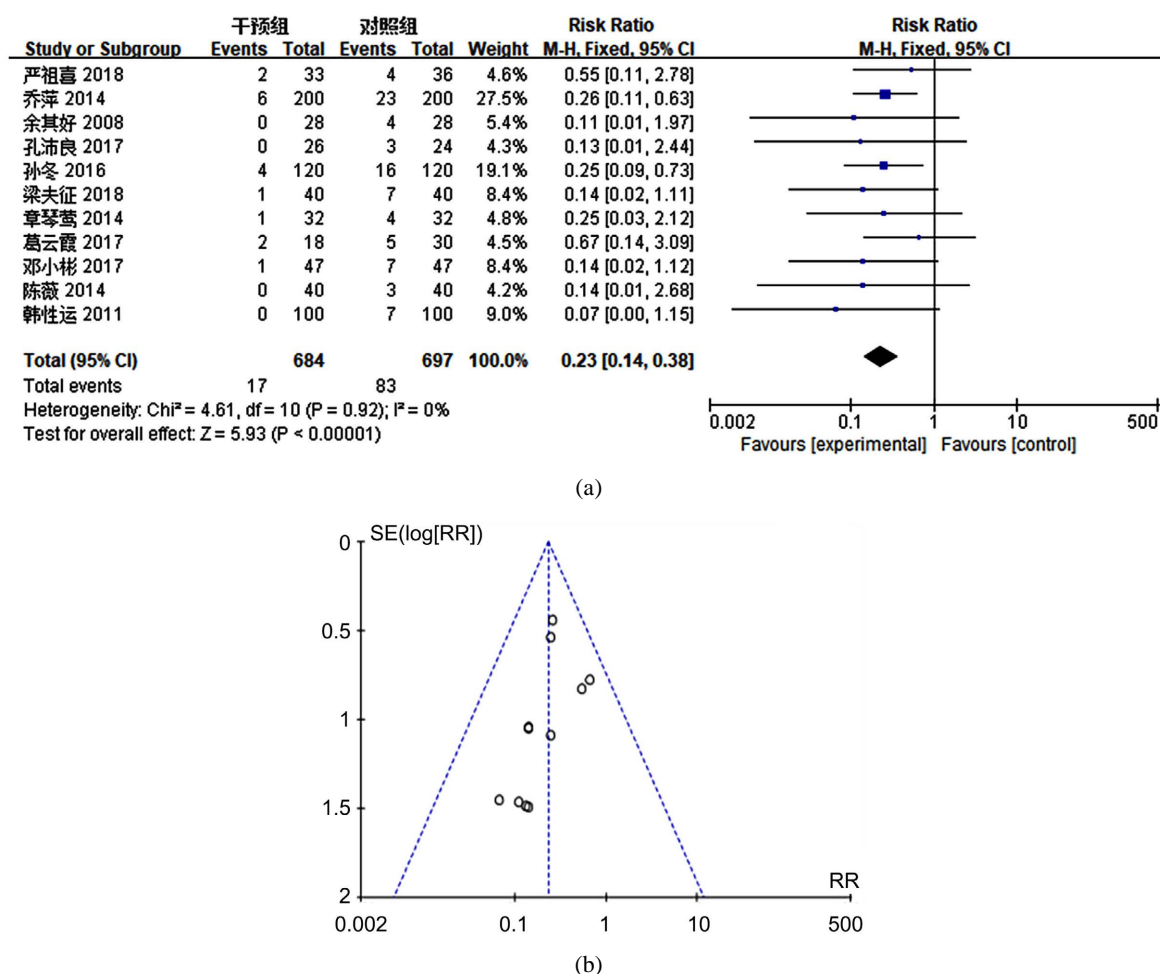 干预组 对照组 Risk Ratio Risk Ratio
Study or Subgroup Events Total Events Total Weight M-H, Fixed, 95% CI M-H, Fixed, 95% CI
严祖喜 2018 2 33 4 36 4.6% 0.55 [0.11, 2.78]
乔萍 2014 6 200 23 200 27.5% 0.26 [0.11, 0.63]
余其好 2008 0 28 4 28 5.4% 0.11 [0.01, 1.97]
孔沛良 2017 0 26 3 24 4.3% 0.13 [0.01, 2.44]
孙冬 2016 4 120 16 120 19.1% 0.25 [0.09, 0.73]
梁夫征 2018 1 40 7 40 8.4% 0.14 [0.02, 1.11]
章琴莺 2014 1 32 4 32 4.8% 0.25 [0.03, 2.12]
葛云霞 2017 2 18 5 30 4.5% 0.67 [0.14, 3.09]
邓小彬 2017 1 47 7 47 8.4% 0.14 [0.02, 1.12]
陈薇 2014 0 40 3 40 4.2% 0.14 [0.01, 2.68]
韩性运 2011 0 100 7 100 9.0% 0.07 [0.00, 1.15]
Total (95% CI) 684 697 100.0% 0.23 [0.14, 0.38]
Total events 17 83
Heterogeneity: Chi² = 4.61, df = 10 (P = 0.92); I² = 0%
Test for overall effect: Z = 5.93 (P < 0.00001)
0.002 0.1 1 10 500
Favours [experimental] Favours [control]
(a)
SE(log[RR])
0
0.5
1
1.5
2
RR
0.002 0.1 1 10 500
(b)